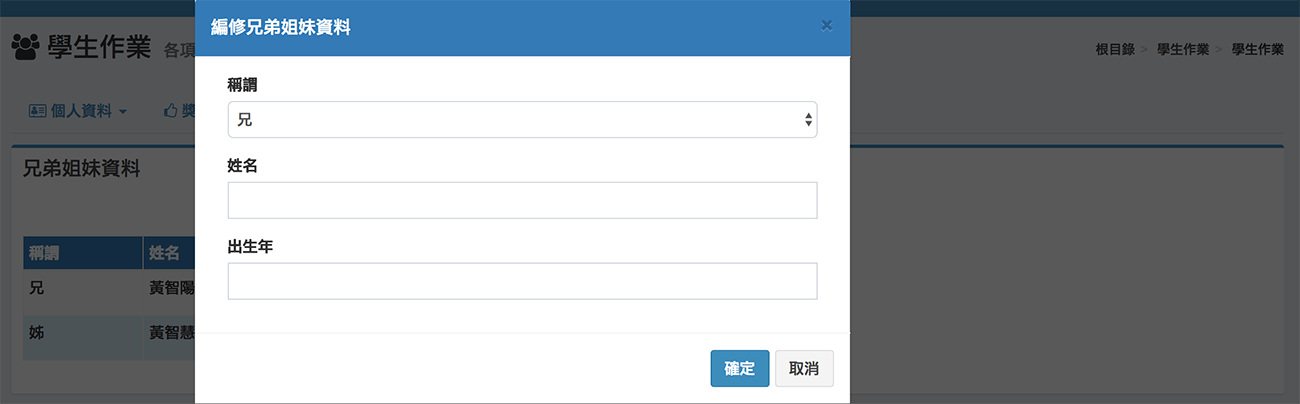 編修兄弟姐妹資料 ×
學生作業 各項
根目錄 > 學生作業 > 學生作業
稱謂
兄
個人資料 獎
兄弟姐妹資料
姓名
出生年
稱謂 姓名
兄 黃智陽
姊 黃智慧
確定 取消